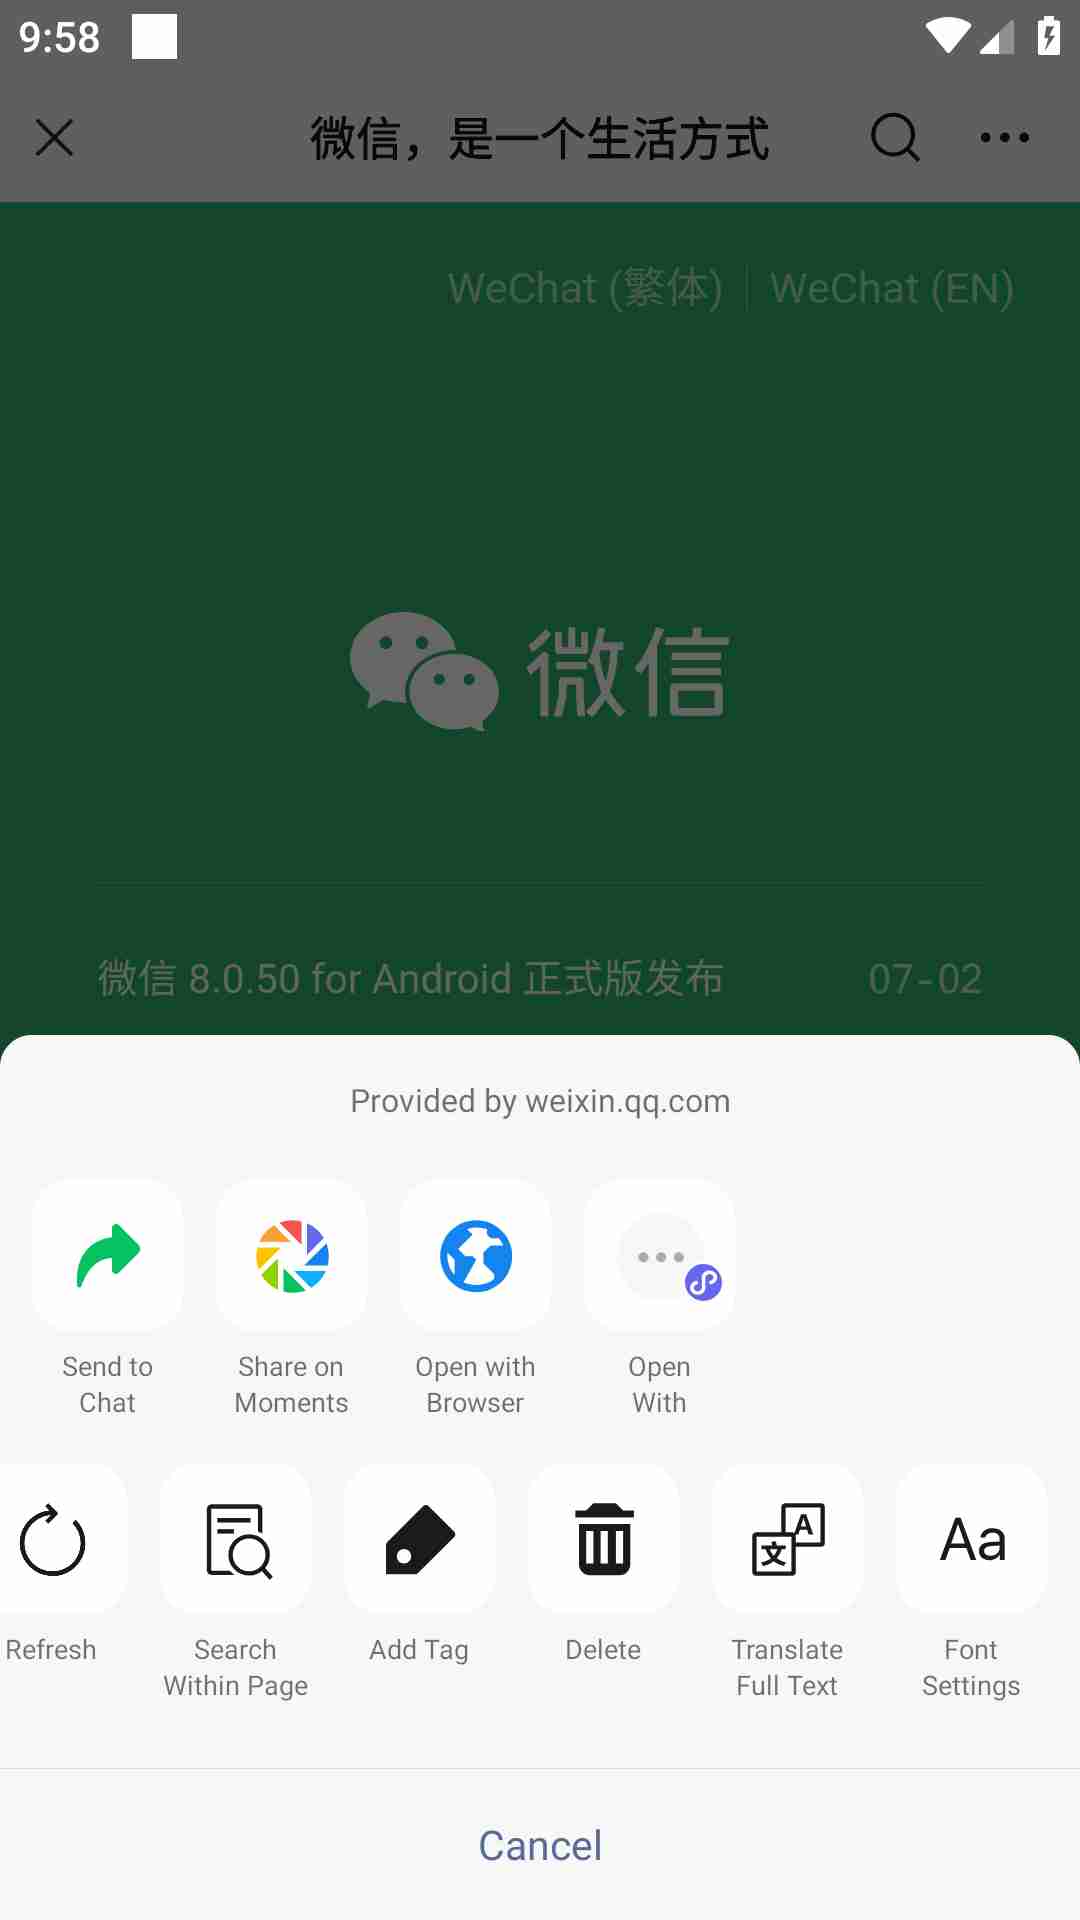 9:58
微信，是一个生活方式
WeChat (繁体)
WeChat (EN)
微信
微信 8.0.50 for Android 正式版发布
07-02
Provided by weixin.qq.com
Send to
Chat
Share on
Moments
Open with
Browser
Open
With
Refresh
Search
Within Page
Add Tag
Delete
Translate
Full Text
Font
Settings
Cancel